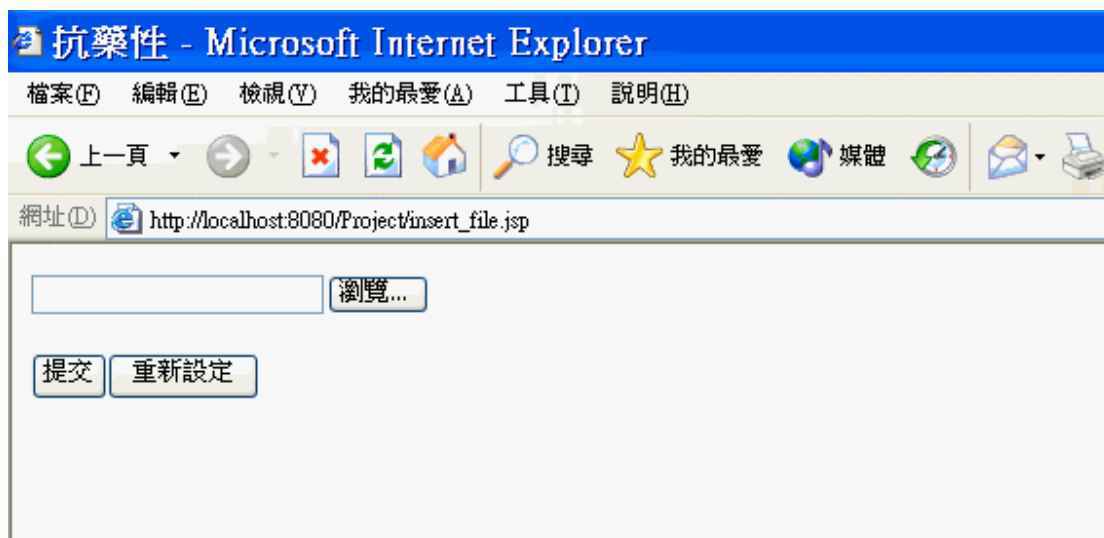 抗藥性 - Microsoft Internet Explorer
檔案(F) 編輯(E) 檢視(V) 我的最愛(A) 工具(T) 說明(H)
上一頁 搜尋 我的最愛 媒體
網址(D) http://localhost:8080/Project/insert_file.jsp
瀏覽...
提交 重新設定